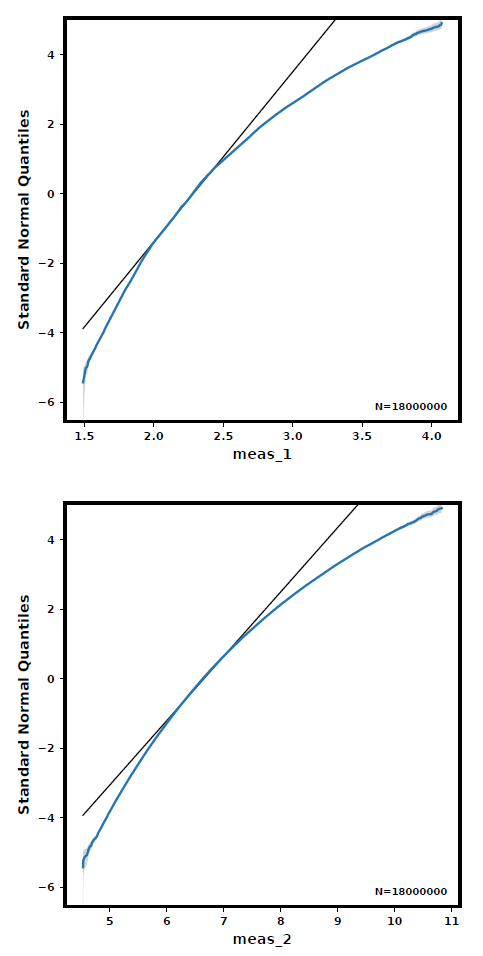 Standard Normal Quantiles
4
2
0
−2
−4
−6
N=18000000
1.5 2.0 2.5 3.0 3.5 4.0
meas_1
Standard Normal Quantiles
4
2
0
−2
−4
−6
N=18000000
5 6 7 8 9 10 11
meas_2